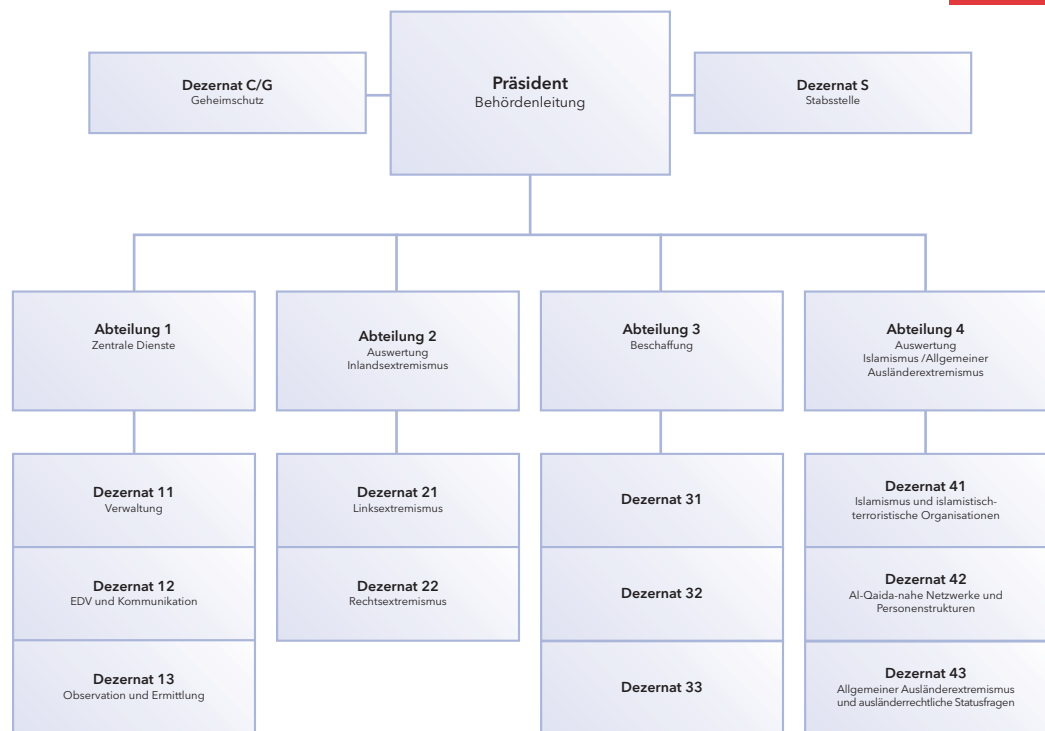 Dezernat C/G
Geheimschutz
Präsident
Behördenleitung
Dezernat S
Stabsstelle
Abteilung 1
Zentrale Dienste
Abteilung 2
Auswertung
Inlandsextremismus
Abteilung 3
Beschaffung
Abteilung 4
Auswertung
Islamismus /Allgemeiner
Ausländerextremismus
Dezernat 11
Verwaltung
Dezernat 21
Linksextremismus
Dezernat 31
Dezernat 41
Islamismus und islamistisch-
terroristische Organisationen
Dezernat 12
EDV und Kommunikation
Dezernat 22
Rechtsextremismus
Dezernat 32
Dezernat 42
Al-Qaida-nahe Netzwerke und
Personenstrukturen
Dezernat 13
Observation und Ermittlung
Dezernat 33
Dezernat 43
Allgemeiner Ausländerextremismus
und ausländerrechtliche Statusfragen